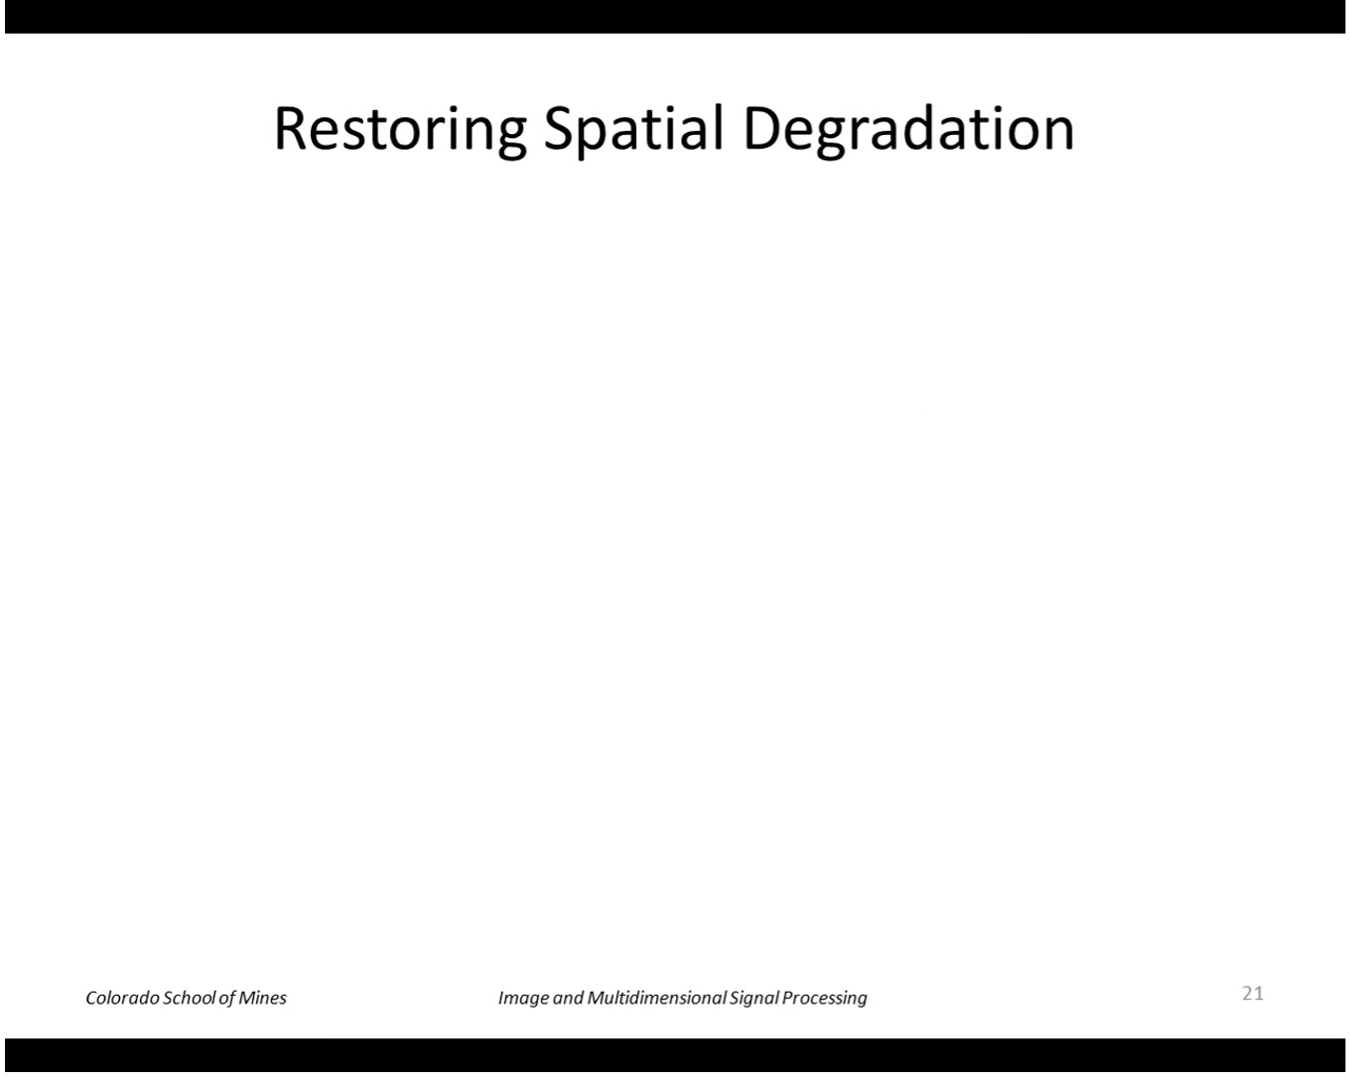 Restoring Spatial Degradation
Colorado School of Mines
Image and Multidimensional Signal Processing
21